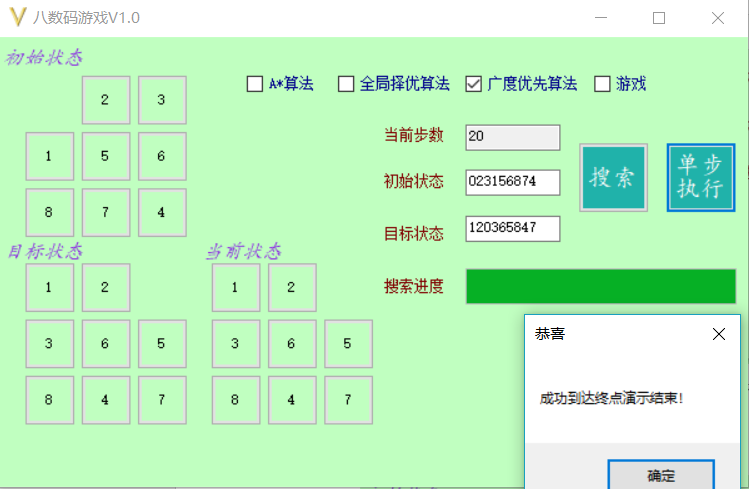 八数码游戏V1.0
初始状态
A*算法 全局择优算法 广度优先算法 游戏
2 3
1 5 6
8 7 4
当前步数 20
初始状态 023156874
目标状态 120365847
搜索
单步
执行
目标状态
1 2
3 6 5
8 4 7
当前状态
1 2
3 6 5
8 4 7
搜索进度
恭喜
成功到达终点演示结束!
确定